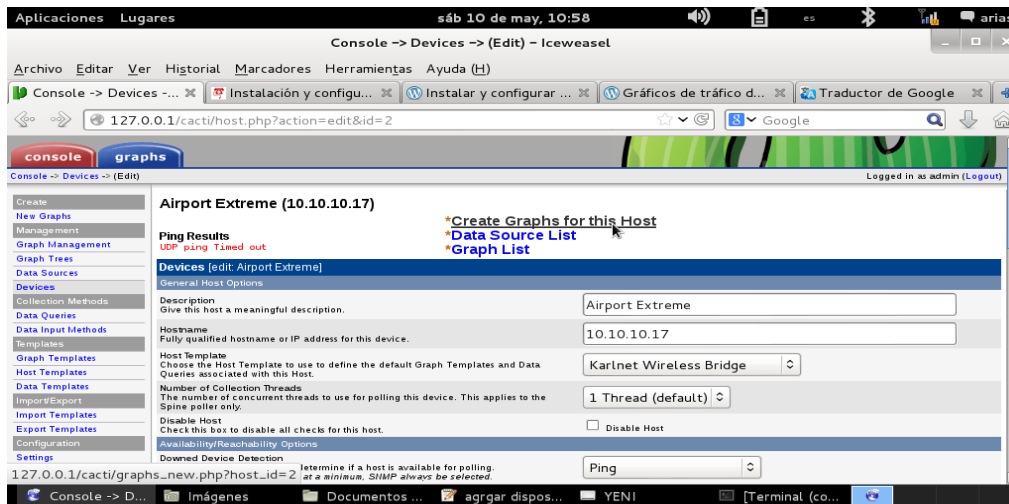 Aplicaciones Lugares sáb 10 de may, 10:58 es arias
Console -> Devices -> (Edit) - Iceweasel
Archivo Editar Ver Historial Marcadores Herramientas Ayuda (H)
Console -> Devices -... Instalación y configu... Instalar y configurar ... Gráficos de tráfico d... Traductor de Google
127.0.0.1/cacti/host.php?action=edit&id=2 Google
console graphs
Console -> Devices -> (Edit) Logged in as admin (Logout)
Create
New Graphs
Management
Graph Management
Graph Trees
Data Sources
Devices
Collection Methods
Data Queries
Data Input Methods
Templates
Graph Templates
Host Templates
Data Templates
Import/Export
Import Templates
Export Templates
Configuration
Settings
Airport Extreme (10.10.10.17)
Ping Results
UDP ping Timed out
*Create Graphs for this Host
*Data Source List
*Graph List
Devices [edit: Airport Extreme]
General Host Options
Description
Give this host a meaningful description.
Airport Extreme
Hostname
Fully qualified hostname or IP address for this device.
10.10.10.17
Host Template
Choose the Host Template to use to define the default Graph Templates and Data
Queries associated with this Host.
Karlnet Wireless Bridge
Number of Collection Threads
The number of concurrent threads to use for polling this device. This applies to the
Spine poller only.
1 Thread (default)
Disable Host
Check this box to disable all checks for this host.
Disable Host
Availability/Reachability Options
Downed Device Detection
determine if a host is available for polling.
at a minimum, SNMP always be selected.
Ping
127.0.0.1/cacti/graphs_new.php?host_id=2
Console -> D... Imágenes Documentos ... agrgar dispos... YENI [Terminal (co...